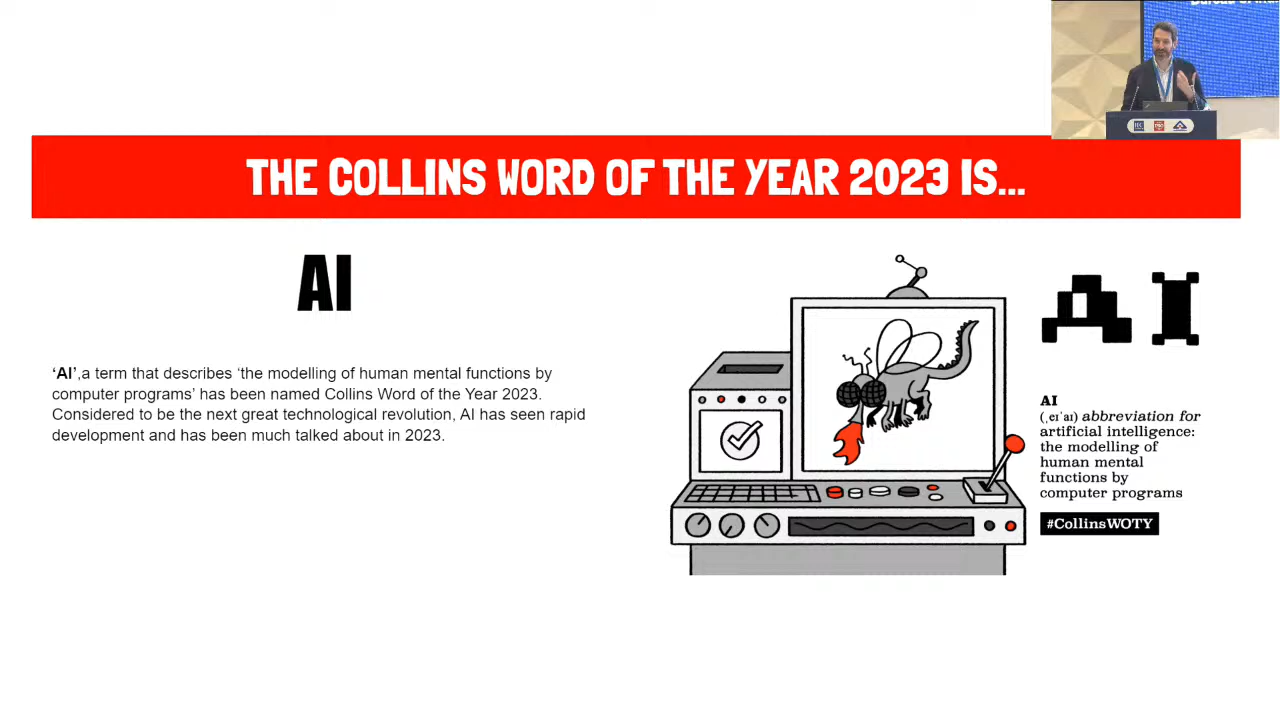 THE COLLINS WORD OF THE YEAR 2023 IS...
AI
‘AI’,a term that describes ‘the modelling of human mental functions by
computer programs’ has been named Collins Word of the Year 2023.
Considered to be the next great technological revolution, AI has seen rapid
development and has been much talked about in 2023.
AI
AI
(ˌeɪˈaɪ) abbreviation for
artificial intelligence:
the modelling of
human mental
functions by
computer programs
#CollinsWOTY
IEC